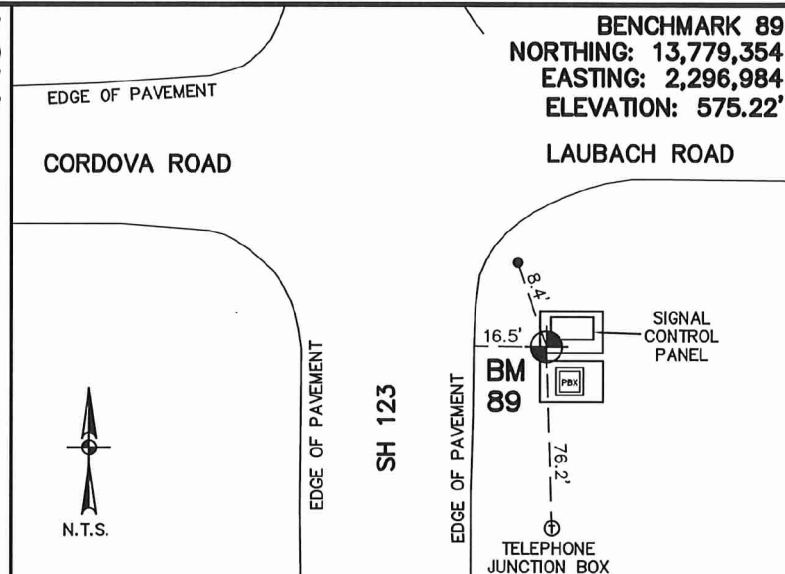 BENCHMARK 89
NORTHING: 13,779,354
EASTING: 2,296,984
ELEVATION: 575.22'
EDGE OF PAVEMENT
CORDOVA ROAD
LAUBACH ROAD
8.4'
16.5'
SIGNAL
CONTROL
PANEL
BM
89
PBX
EDGE OF PAVEMENT
SH 123
EDGE OF PAVEMENT
76.2'
N.T.S.
T
TELEPHONE
JUNCTION BOX